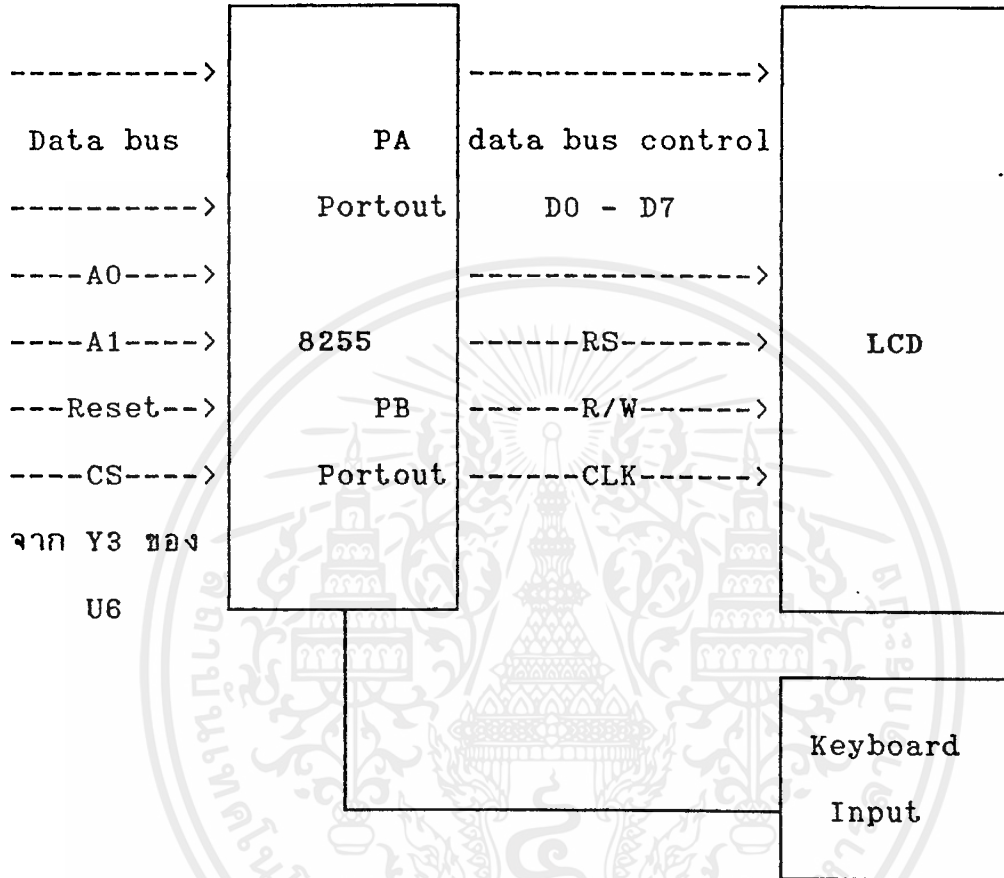 ---------->                    ---------------->
Data bus PA data bus control
----------> Portout D0 - D7
----A0----> ---------------->
----A1----> 8255 ------RS-------> LCD
---Reset--> PB ------R/W------>
----CS----> Portout ------CLK------>
จาก Y3 ของ
U6
Keyboard
Input